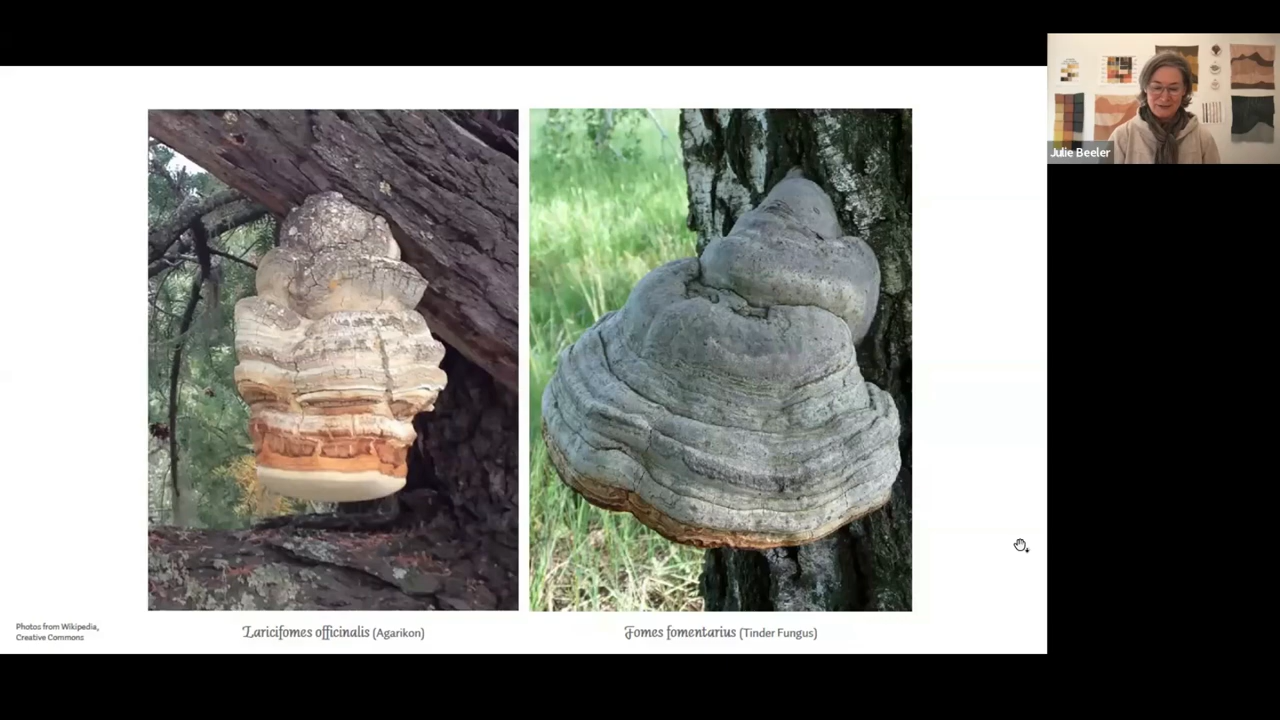 Julie Beeler
Photos from Wikipedia,
Creative Commons
Laricifomes officinalis (Agarikon)
Fomes fomentarius (Tinder Fungus)